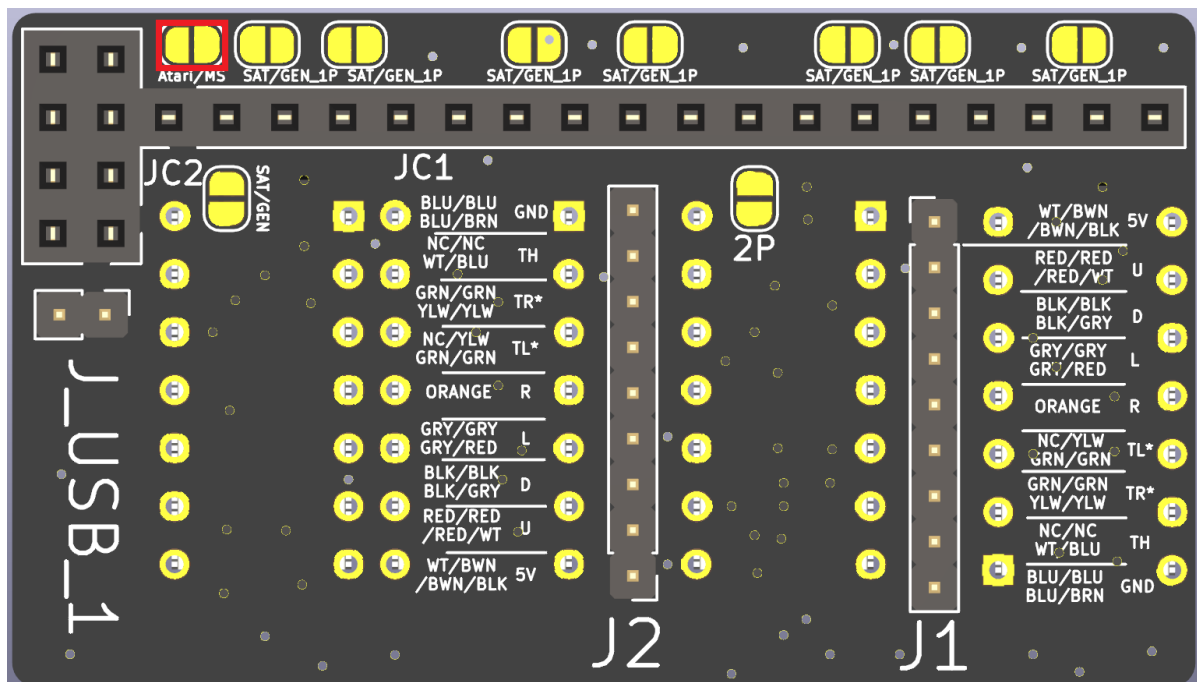 Atari/MS SAT/GEN_1P SAT/GEN_1P SAT/GEN_1P SAT/GEN_1P SAT/GEN_1P SAT/GEN_1P SAT/GEN_1P
JC2
SAT/GEN
JC1
2P
BLU/BLU
BLU/BRN GND
NC/NC
WT/BLU TH
GRN/GRN
YLW/YLW TR*
NC/YLW
GRN/GRN TL*
ORANGE R
GRY/GRY
GRY/RED L
BLK/BLK
BLK/GRY D
RED/RED
/RED/WT U
WT/BWN
/BWN/BLK 5V
WT/BWN
/BWN/BLK 5V
RED/RED
/RED/WT U
BLK/BLK
BLK/GRY D
GRY/GRY
GRY/RED L
ORANGE R
NC/YLW
GRN/GRN TL*
GRN/GRN
YLW/YLW TR*
NC/NC
WT/BLU TH
BLU/BLU
BLU/BRN GND
J_USB_1
J2
J1